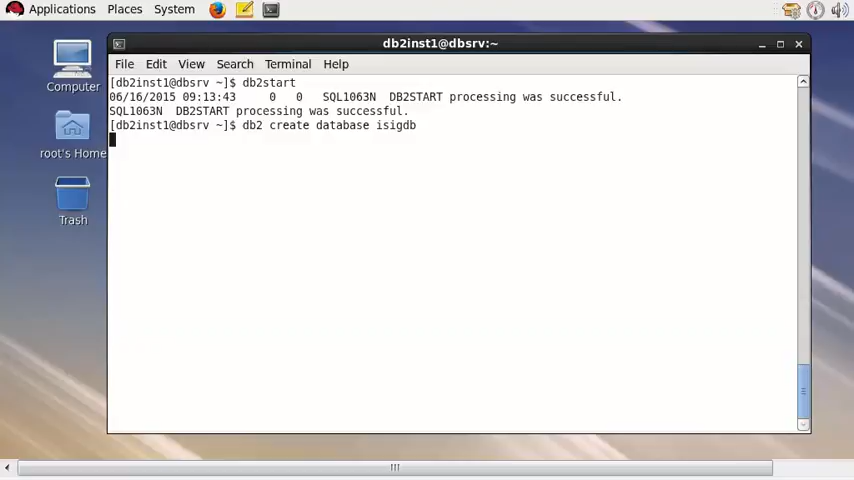 Applications Places System
db2inst1@dbsrv:~
File Edit View Search Terminal Help
[db2inst1@dbsrv ~]$ db2start
06/16/2015 09:13:43 0 0 SQL1063N DB2START processing was successful.
SQL1063N DB2START processing was successful.
[db2inst1@dbsrv ~]$ db2 create database isigdb
Computer
root's Home
Trash